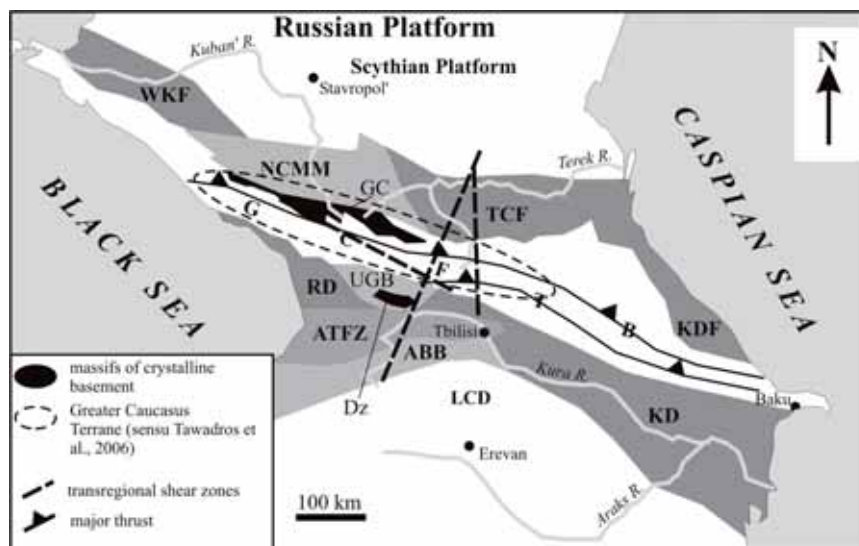 Russian Platform
Kuban' R.
Scythian Platform
Stavropol'
N
WKF
CASPIAN SEA
NCMM
Terek R.
GC
TCF
BLACK SEA
G
C
F
T
B
UGB
RD
KDF
ATFZ
Tbilisi
ABB
Kura R.
Dz
LCD
KD
Baku
Erevan
Araks R.
100 km
massifs of crystalline
basement
Greater Caucasus
Terrane (sensu Tawadros et
al., 2006)
transregional shear zones
major thrust